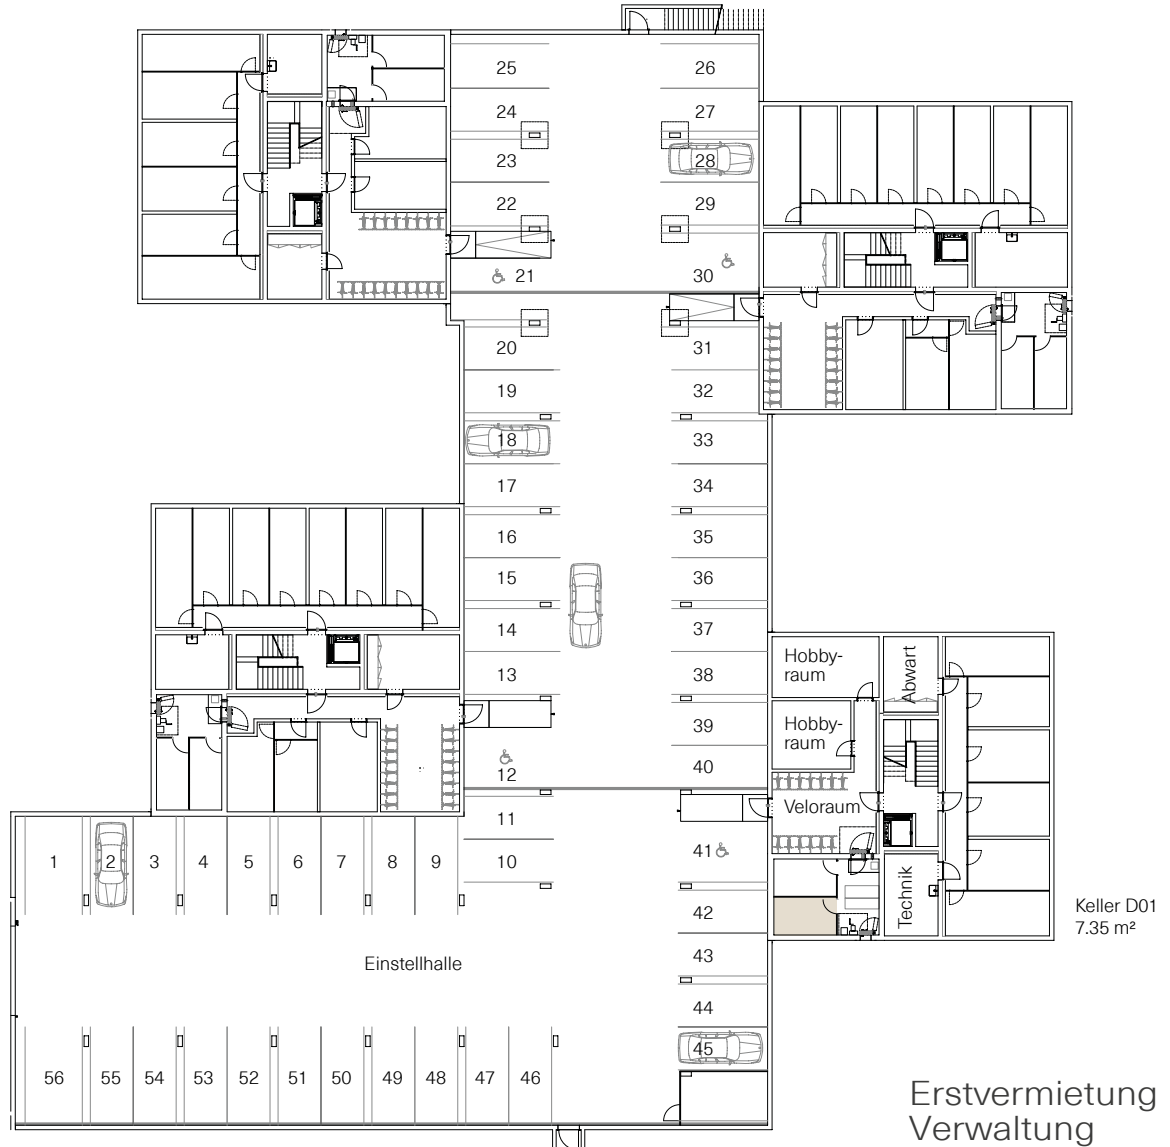 25 26
24 27
23 28
22 29
21 30
20 31
19 32
18 33
17 34
16 35
15 36
14 37
13 38
39
12 40
11
10 41
42
43
44
45
1 2 3 4 5 6 7 8 9
Einstellhalle
56 55 54 53 52 51 50 49 48 47 46
Hobby-
raum
Abwart
Hobby-
raum
Veloraum
Technik
Keller D01
7.35 m²
Erstvermietung
Verwaltung